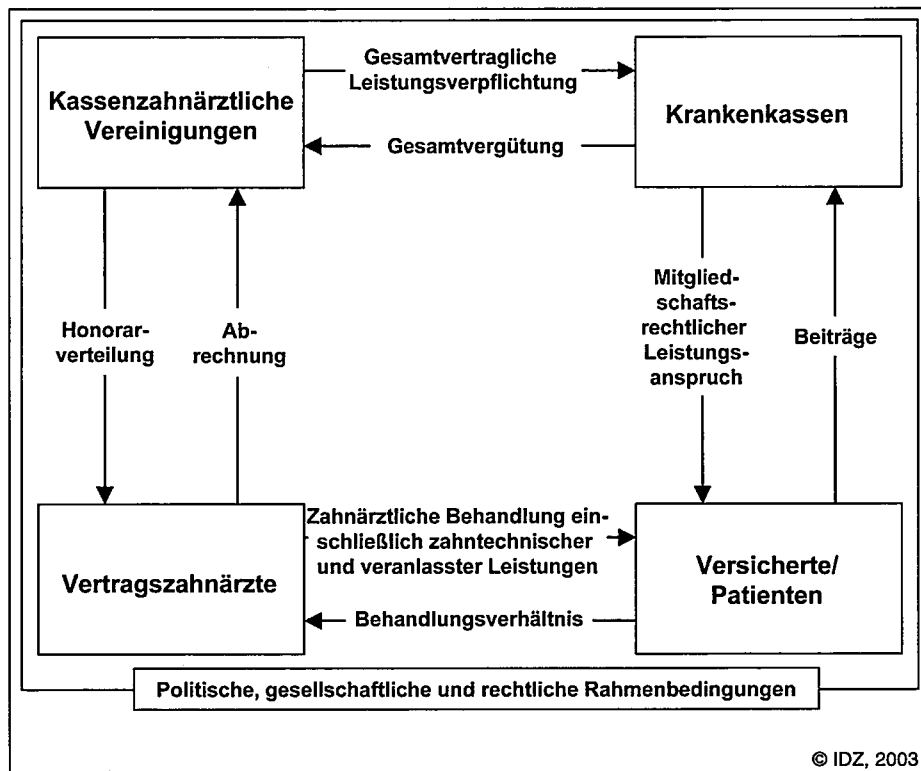 Gesamtvertragliche
Leistungsverpflichtung
Kassenzahnärztliche
Vereinigungen
Krankenkassen
Gesamtvergütung
Honorar-
verteilung
Ab-
rechnung
Mitglied-
schafts-
rechtlicher
Leistungs-
anspruch
Beiträge
Zahnärztliche Behandlung ein-
schließlich zahntechnischer
und veranlasster Leistungen
Vertragszahnärzte
Versicherte/
Patienten
Behandlungsverhältnis
Politische, gesellschaftliche und rechtliche Rahmenbedingungen
© IDZ, 2003